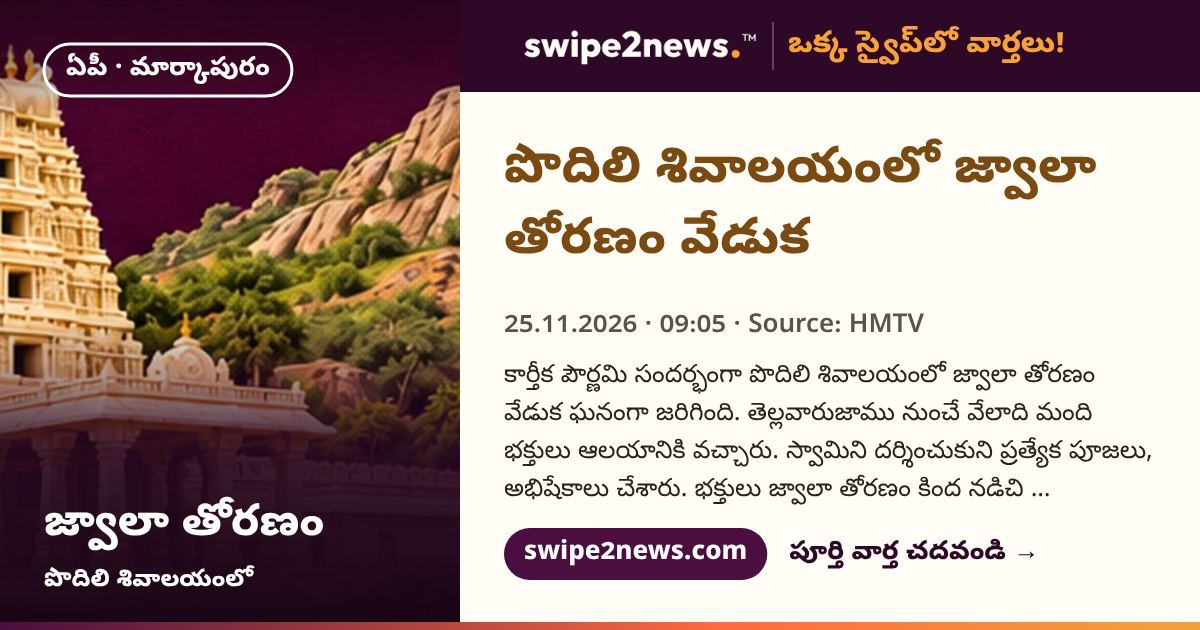 ఏపీ · మార్కాపురం
swipe2news.™ ఒక్క స్వైప్‌లో వార్తలు!
పొదిలి శివాలయంలో జ్వాలా
తోరణం వేడుక
25.11.2026 · 09:05 · Source: HMTV
కార్తీక పౌర్ణమి సందర్భంగా పొదిలి శివాలయంలో జ్వాలా తోరణం
వేడుక ఘనంగా జరిగింది. తెల్లవారుజాము నుంచే వేలాది మంది
భక్తులు ఆలయానికి వచ్చారు. స్వామిని దర్శించుకుని ప్రత్యేక పూజలు,
అభిషేకాలు చేశారు. భక్తులు జ్వాలా తోరణం కింద నడిచి ...
swipe2news.com పూర్తి వార్త చదవండి →
జ్వాలా తోరణం
పొదిలి శివాలయంలో